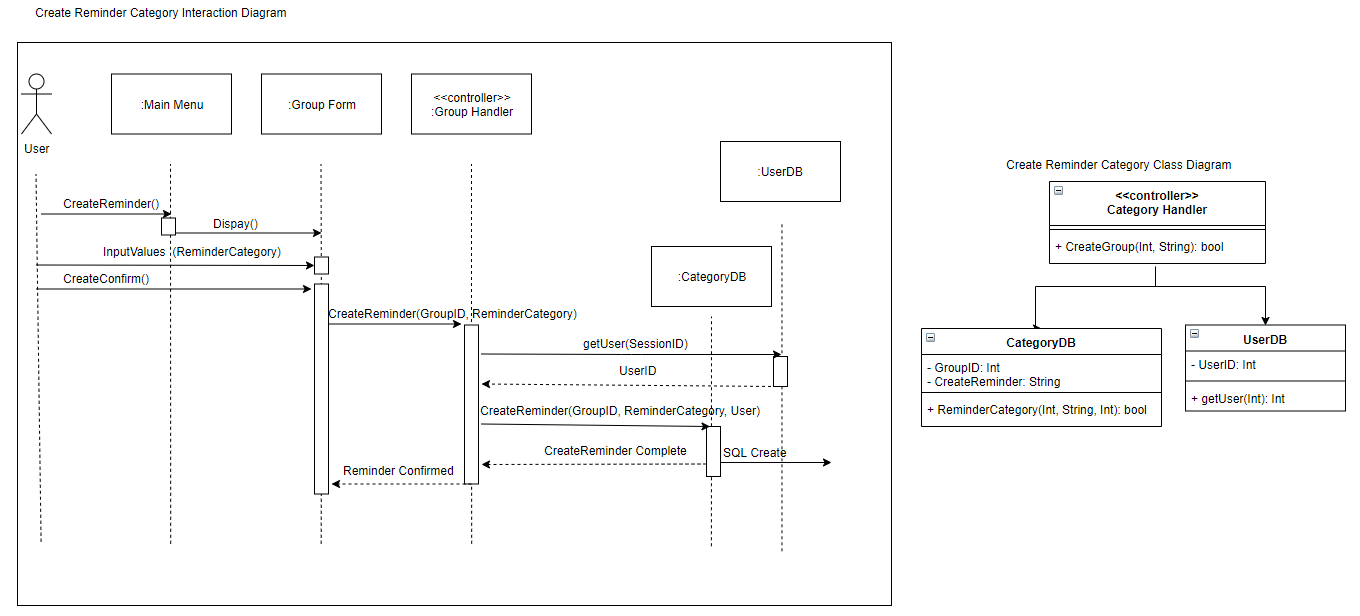 Create Reminder Category Interaction Diagram
:Main Menu
:Group Form
<<controller>>
:Group Handler
User
:UserDB
CreateReminder()
Dispay()
InputValues (ReminderCategory)
:CategoryDB
CreateConfirm()
CreateReminder(GroupID, ReminderCategory)
getUser(SessionID)
UserID
CreateReminder(GroupID, ReminderCategory, User)
CreateReminder Complete
SQL Create
Reminder Confirmed
Create Reminder Category Class Diagram
<<controller>>
Category Handler
+ CreateGroup(Int, String): bool
CategoryDB
- GroupID: Int
- CreateReminder: String
+ ReminderCategory(Int, String, Int): bool
UserDB
- UserID: Int
+ getUser(Int): Int